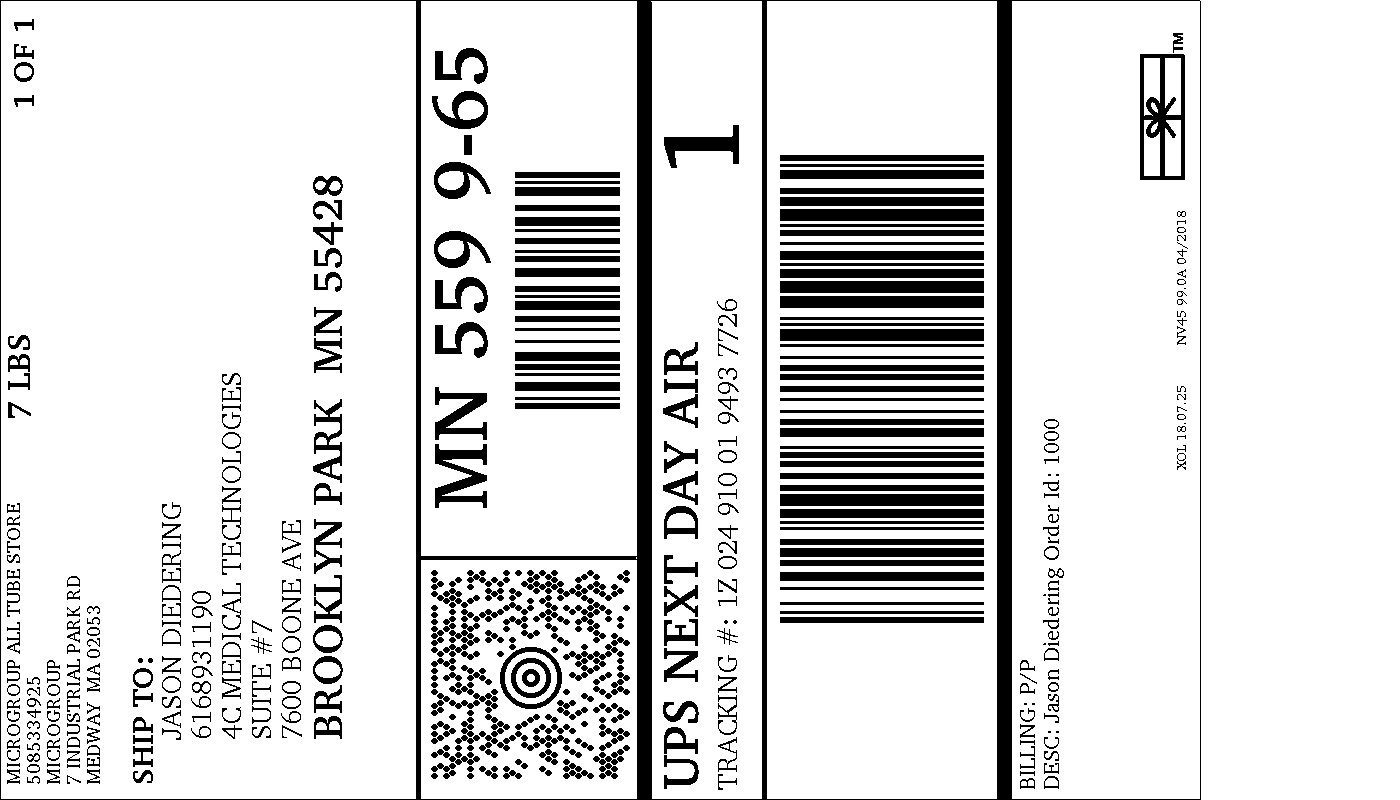 MICROGROUP ALL TUBE STORE
5085334925
MICROGROUP
7 INDUSTRIAL PARK RD
MEDWAY MA 02053
7 LBS
1 OF 1
SHIP TO:
JASON DIEDERING
6168931190
4C MEDICAL TECHNOLOGIES
SUITE #7
7600 BOONE AVE
BROOKLYN PARK MN 55428
MN 559 9-65
UPS NEXT DAY AIR
1
TRACKING #: 1Z 024 910 01 9493 7726
BILLING: P/P
DESC: Jason Diedering Order Id: 1000
XOL 18.07.25
NV45 99.0A 04/2018
TM